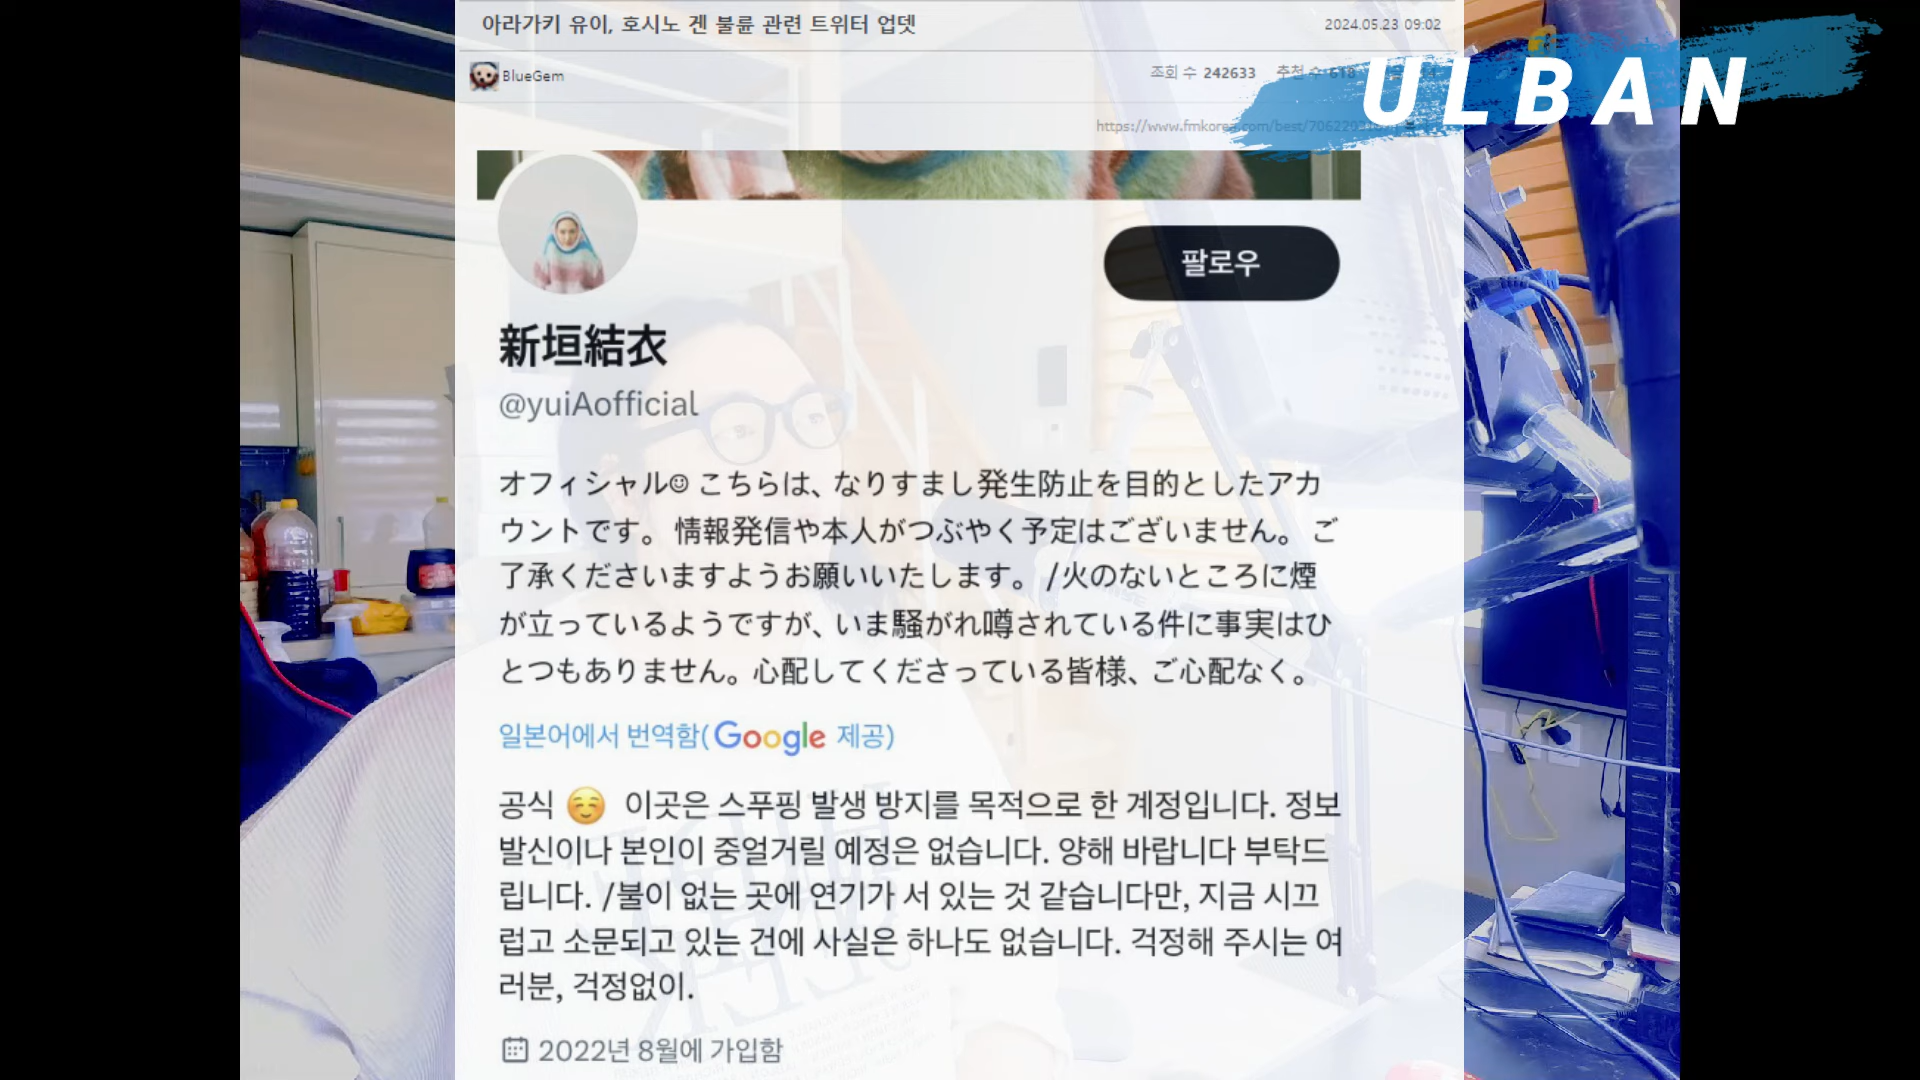 아라가키 유이, 호시노 겐 불륜 관련 트위터 업뎃
2024.05.23 09:02
BlueGem
조회 수 242633 추천 수 618
ULBAN
https://www.fmkorea.com/best/
팔로우
新垣結衣
@yuiAofficial
オフィシャル☺ こちらは、なりすまし発生防止を目的としたアカ
ウントです。 情報発信や本人がつぶやく予定はございません。 ご
了承くださいますようお願いいたします。/火のないところに煙
が立っているようですが、いま騒がれ噂されている件に事実はひ
とつもありません。心配してくださっている皆様、ご心配なく。
일본어에서 번역함(Google 제공)
공식 ☺️ 이곳은 스푸핑 발생 방지를 목적으로 한 계정입니다. 정보
발신이나 본인이 중얼거릴 예정은 없습니다. 양해 바랍니다 부탁드
립니다. /불이 없는 곳에 연기가 서 있는 것 같습니다만, 지금 시끄
럽고 소문되고 있는 건에 사실은 하나도 없습니다. 걱정해 주시는 여
러분, 걱정없이.
2022년 8월에 가입함